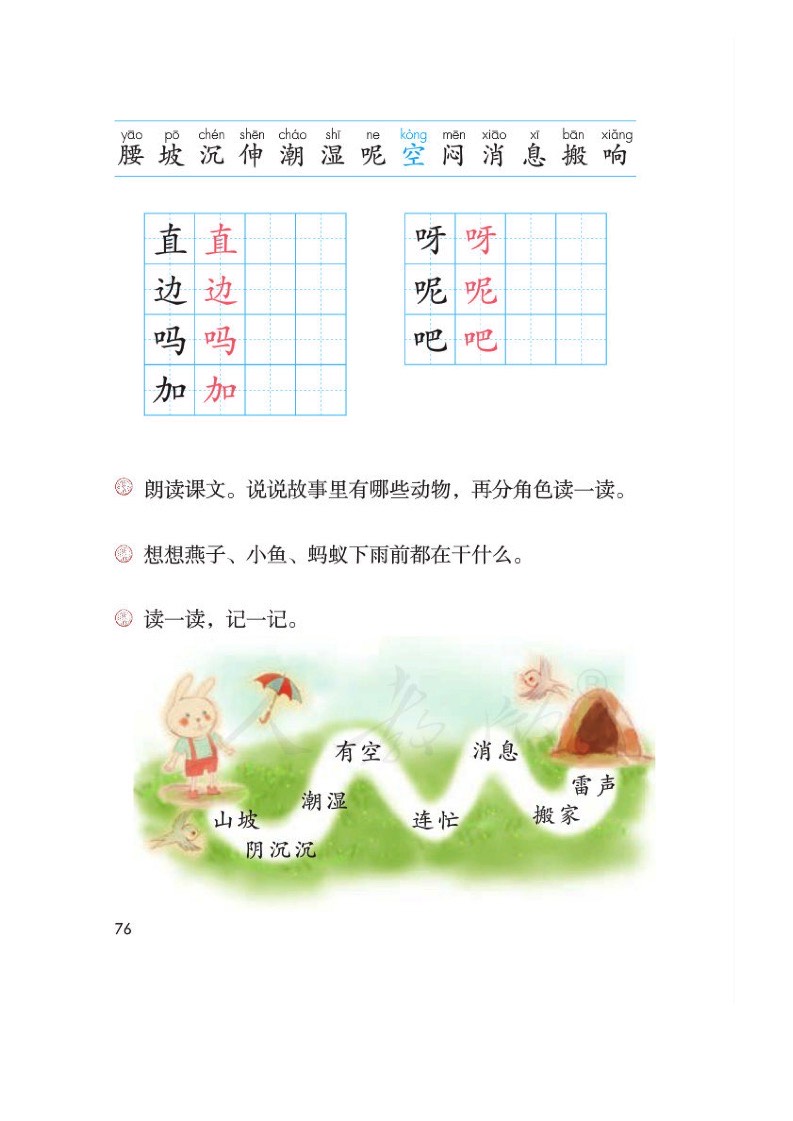 yāo pō chén shēn cháo shī ne kòng mēn xiāo xī bān xiǎng
腰 坡 沉 伸 潮 湿 呢 空 闷 消 息 搬 响
直 直 呀 呀
边 边 呢 呢
吗 吗 吧 吧
加 加
朗读课文。说说故事里有哪些动物，再分角色读一读。
想想燕子、小鱼、蚂蚁下雨前都在干什么。
读一读，记一记。
人教
有空 消息
雷声
潮湿
山坡 连忙 搬家
阴沉沉
76